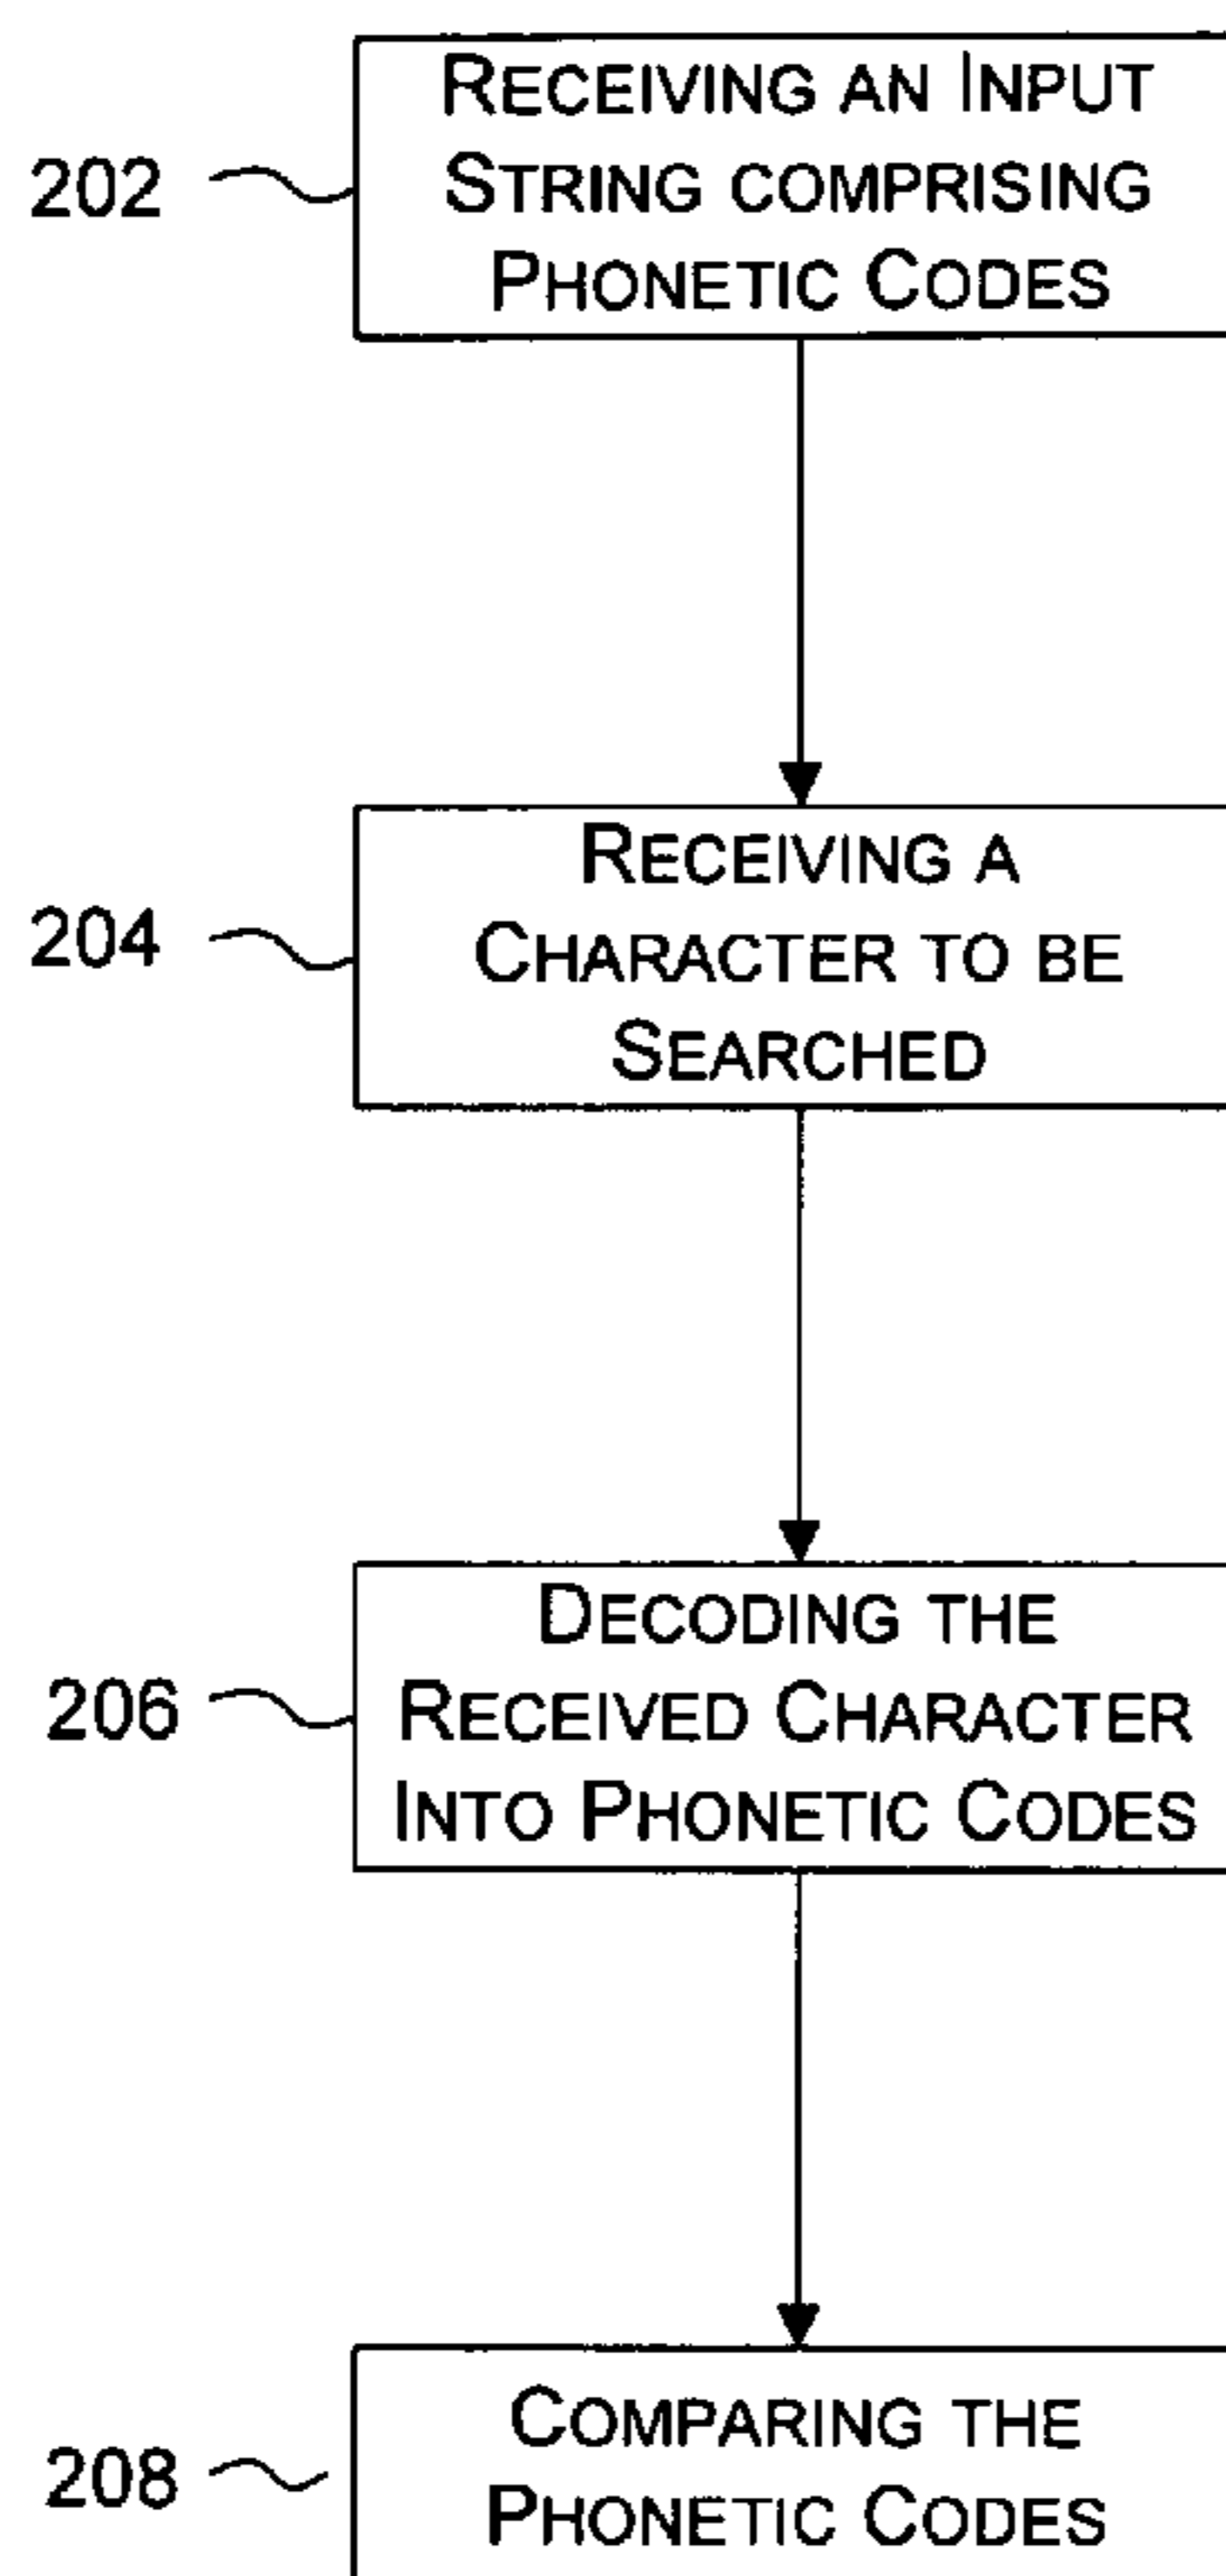 RECEIVING AN INPUT
202
STRING COMPRISING
PHONETIC CODES
RECEIVING A
204
CHARACTER TO BE
SEARCHED
DECODING THE
206
RECEIVED CHARACTER
INTO PHONETIC CODES
COMPARING THE
208
PHONETIC CODES